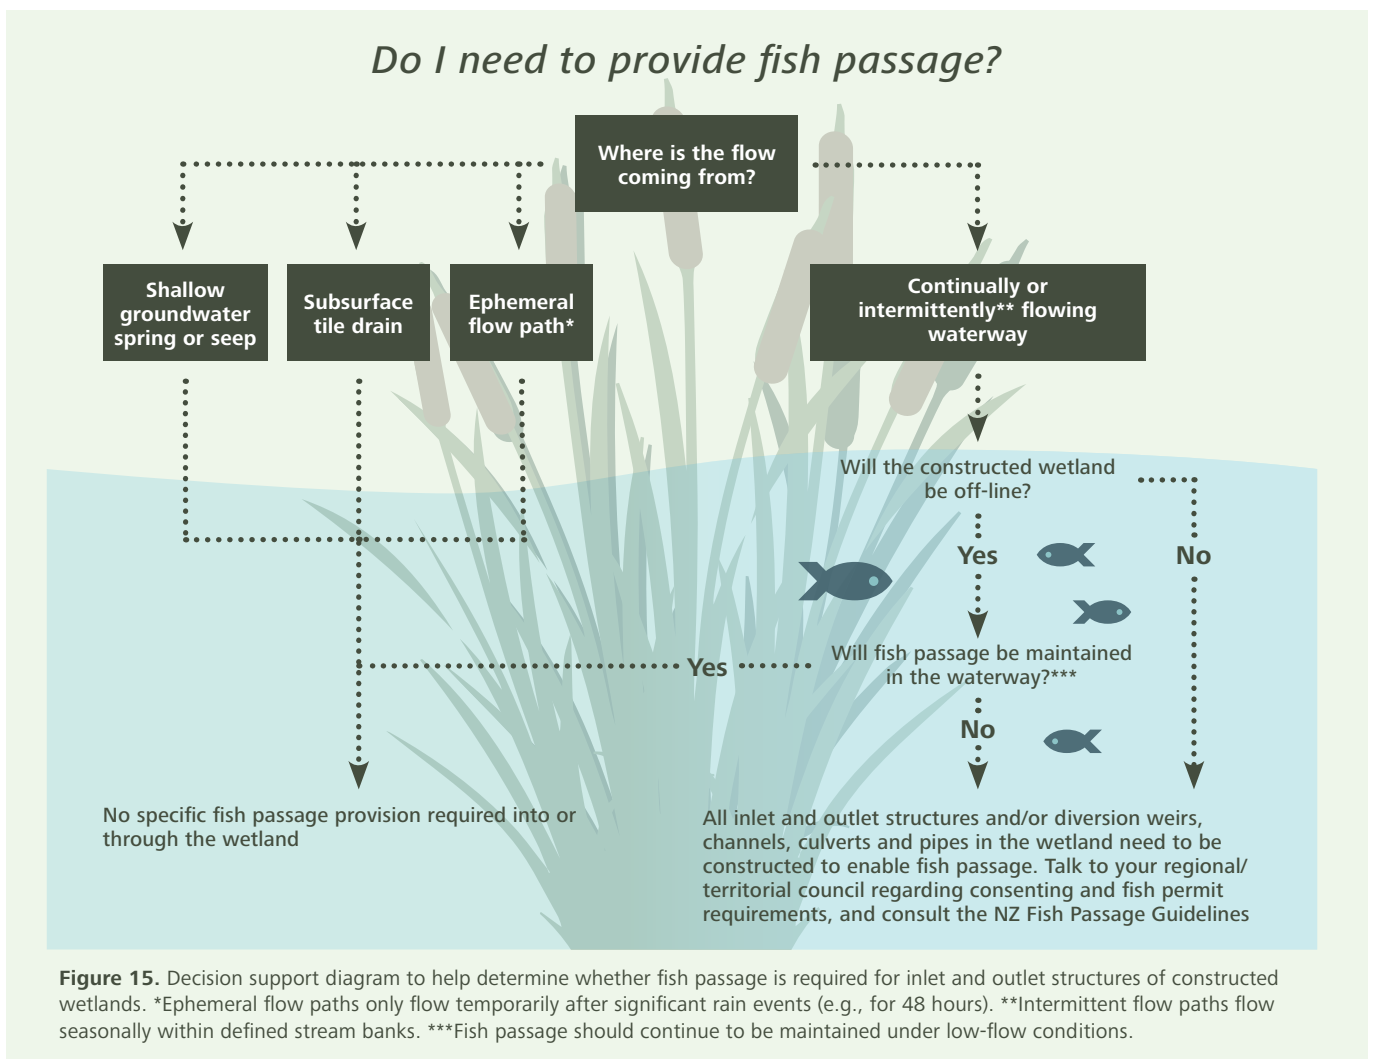 Do I need to provide fish passage?
Where is the flow
coming from?
Shallow
groundwater
spring or seep
Subsurface
tile drain
Ephemeral
flow path*
Continually or
intermittently** flowing
waterway
Will the constructed wetland
be off-line?
Yes
No
Will fish passage be maintained
in the waterway?***
Yes
No
No specific fish passage provision required into or
through the wetland
All inlet and outlet structures and/or diversion weirs,
channels, culverts and pipes in the wetland need to be
constructed to enable fish passage. Talk to your regional/
territorial council regarding consenting and fish permit
requirements, and consult the NZ Fish Passage Guidelines
Figure 15. Decision support diagram to help determine whether fish passage is required for inlet and outlet structures of constructed
wetlands. *Ephemeral flow paths only flow temporarily after significant rain events (e.g., for 48 hours). **Intermittent flow paths flow
seasonally within defined stream banks. ***Fish passage should continue to be maintained under low-flow conditions.